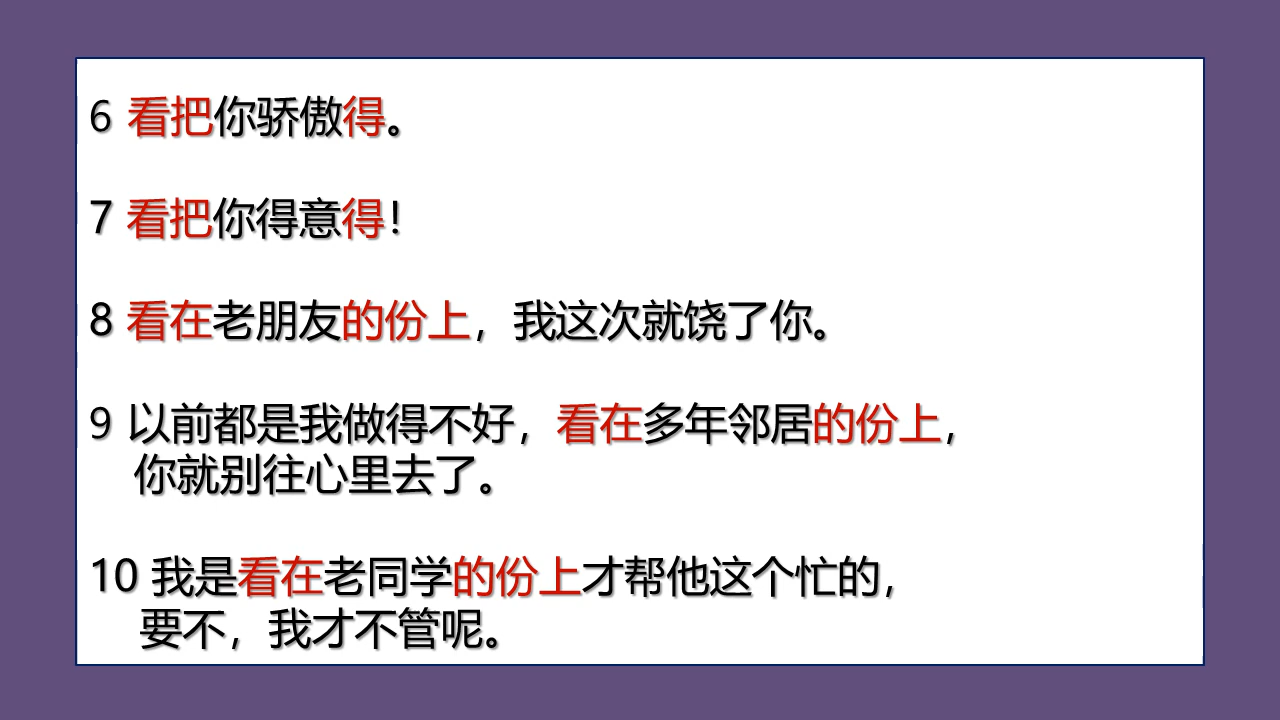 6 看把你骄傲得。
7 看把你得意得！
8 看在老朋友的份上，我这次就饶了你。
9 以前都是我做得不好，看在多年邻居的份上，
你就别往心里去了。
10 我是看在老同学的份上才帮他这个忙的，
要不，我才不管呢。